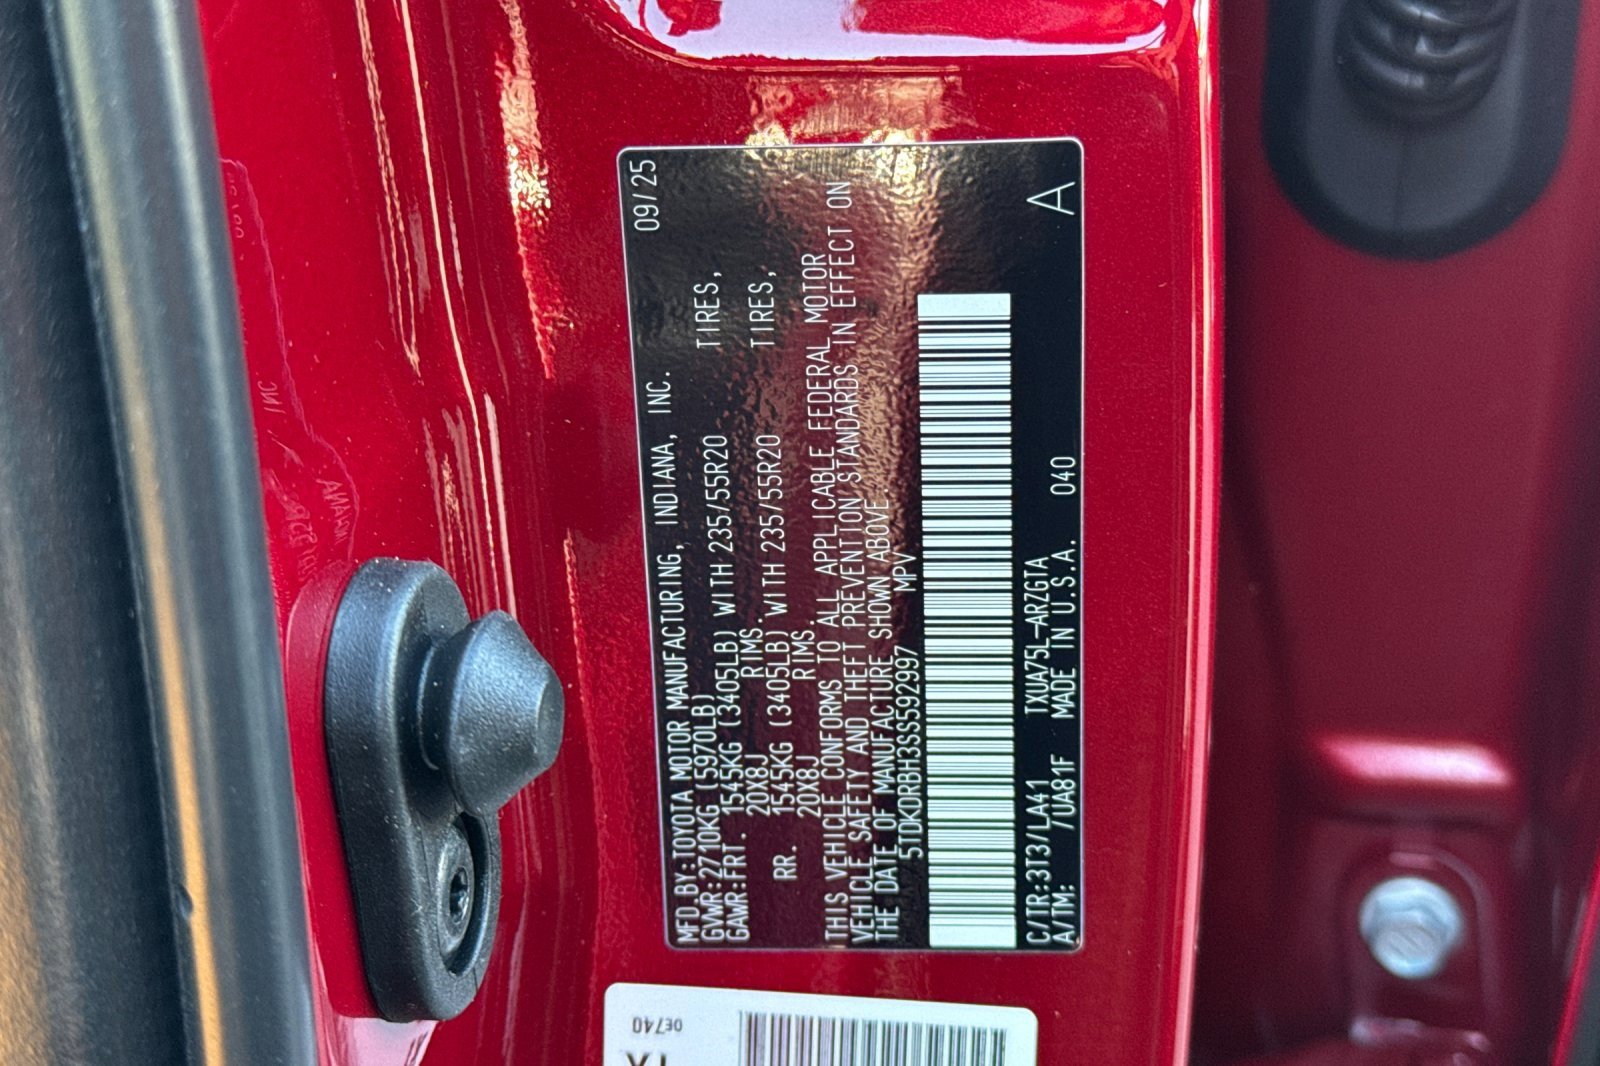 09/25
MFD.BY:TOYOTA MOTOR MANUFACTURING, INDIANA, INC.
GVWR:2710KG (5970LB)
GAWR:FRT. 1545KG (3405LB) WITH 235/55R20 TIRES,
20X8J RIMS.
RR. 1545KG (3405LB) WITH 235/55R20 TIRES,
20X8J RIMS.
THIS VEHICLE CONFORMS TO ALL APPLICABLE FEDERAL MOTOR
VEHICLE SAFETY AND THEFT PREVENTION STANDARDS IN EFFECT ON
THE DATE OF MANUFACTURE SHOWN ABOVE.
5TDKDRBH3SS592997 MPV
C/TR:3T3/LA41 TXUA75L-ARZGTA A
A/TM: /UA81F MADE IN U.S.A. 040
0E740